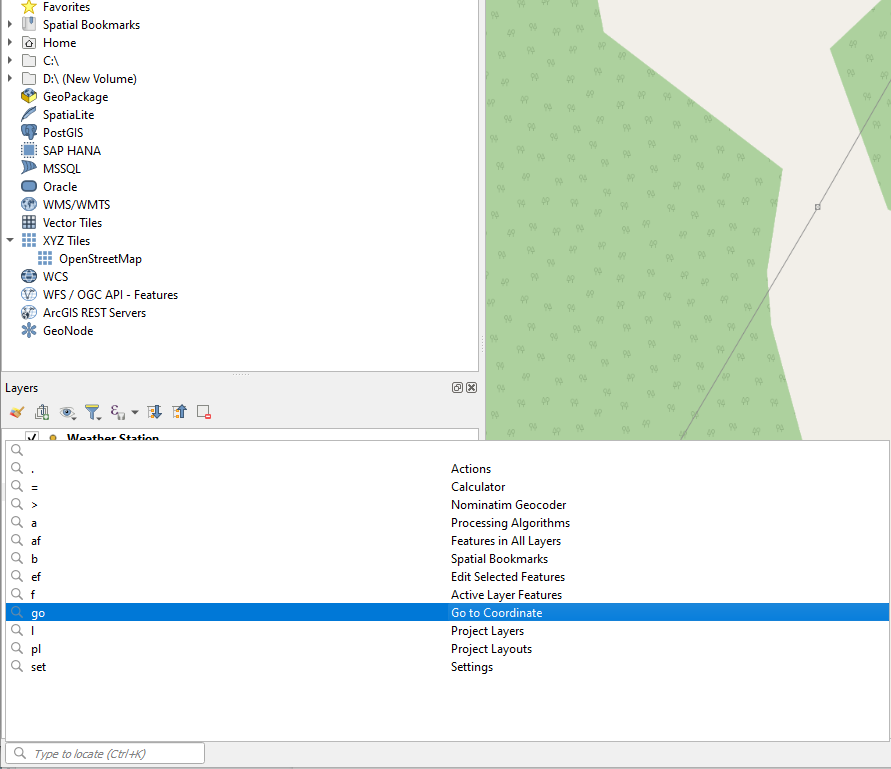 Favorites
Spatial Bookmarks
Home
C:\
D:\ (New Volume)
GeoPackage
SpatiaLite
PostGIS
SAP HANA
MSSQL
Oracle
WMS/WMTS
Vector Tiles
XYZ Tiles
OpenStreetMap
WCS
WFS / OGC API - Features
ArcGIS REST Servers
GeoNode
Layers
Weather Station
. Actions
= Calculator
> Nominatim Geocoder
a Processing Algorithms
af Features in All Layers
b Spatial Bookmarks
ef Edit Selected Features
f Active Layer Features
go Go to Coordinate
l Project Layers
pl Project Layouts
set Settings
Type to locate (Ctrl+K)